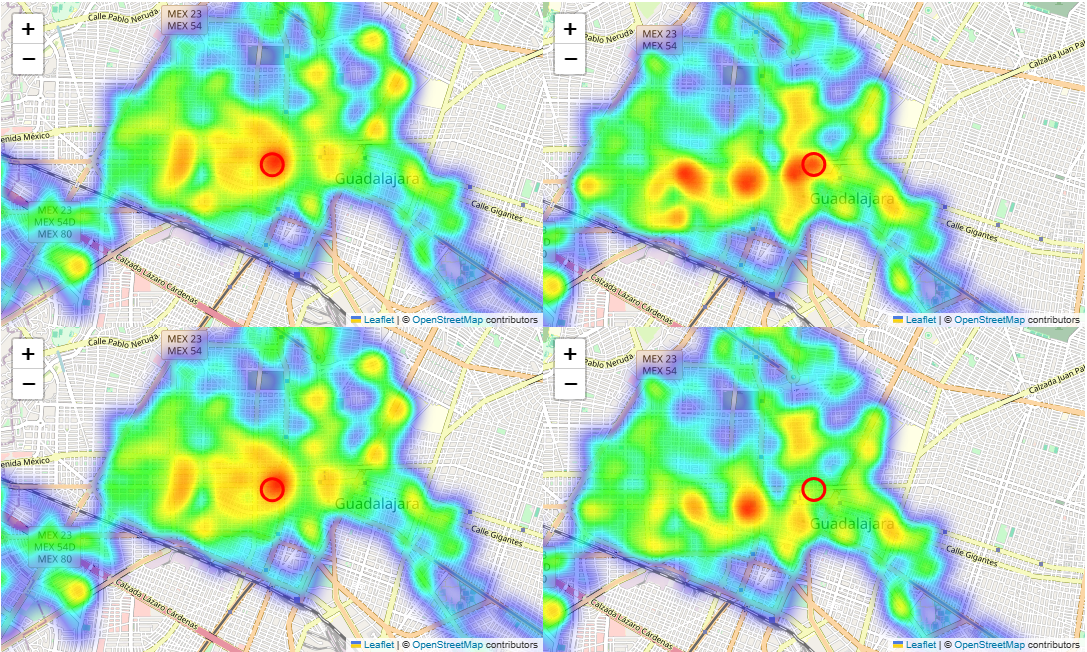 +
−
Calle Pablo Neruda
MEX 23
MEX 54
enida México
MEX 23
MEX 54D
MEX 80
Guadalajara
Calle Gigantes
Calzada Lázaro Cárdenas
Leaflet | © OpenStreetMap contributors
+
−
Pablo Neruda
MEX 23
MEX 54
Calzada Juan Pa
D
Guadalajara
Calle Gigantes
Calzada Lázaro Cárdenas
Leaflet | © OpenStreetMap contributors
+
−
Calle Pablo Neruda
MEX 23
MEX 54
enida México
MEX 23
MEX 54D
MEX 80
Guadalajara
Calle Gigantes
Calzada Lázaro Cárdenas
Leaflet | © OpenStreetMap contributors
+
−
Pablo Neruda
MEX 23
MEX 54
Calzada Juan Pa
D
Guadalajara
Calle Gigantes
Calzada Lázaro Cárdenas
Leaflet | © OpenStreetMap contributors